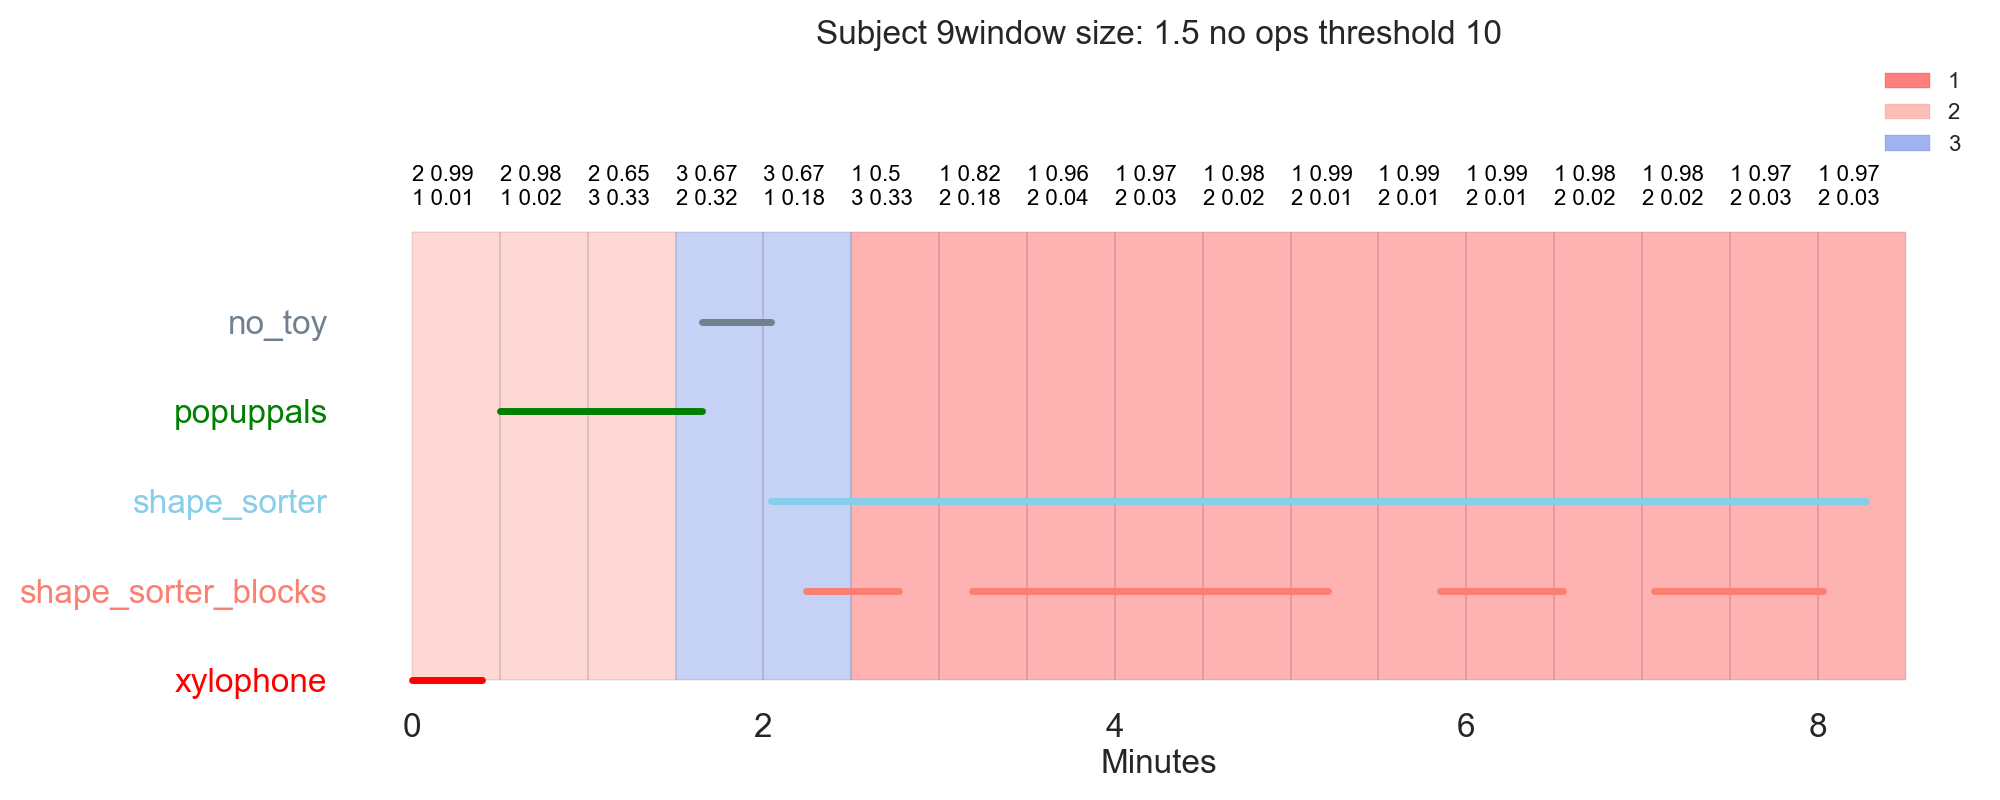 Subject 9window size: 1.5 no ops threshold 10
1
2
3
2 0.99 2 0.98 2 0.65 3 0.67 3 0.67 1 0.5 1 0.82 1 0.96 1 0.97 1 0.98 1 0.99 1 0.99 1 0.99 1 0.98 1 0.98 1 0.97 1 0.97
1 0.01 1 0.02 3 0.33 2 0.32 1 0.18 3 0.33 2 0.18 2 0.04 2 0.03 2 0.02 2 0.01 2 0.01 2 0.01 2 0.02 2 0.02 2 0.03 2 0.03
no_toy
popuppals
shape_sorter
shape_sorter_blocks
xylophone
0 2 4 6 8
Minutes